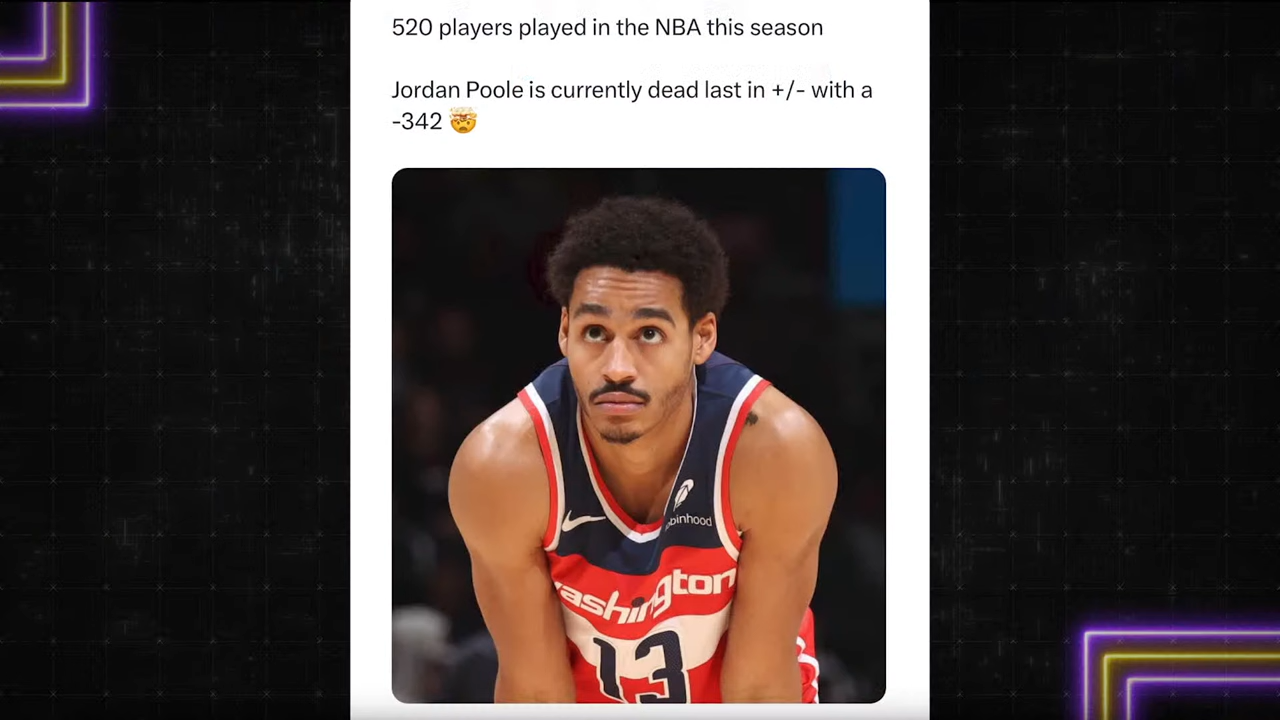 520 players played in the NBA this season
Jordan Poole is currently dead last in +/- with a
-342 🤯
obinhood
washington
13